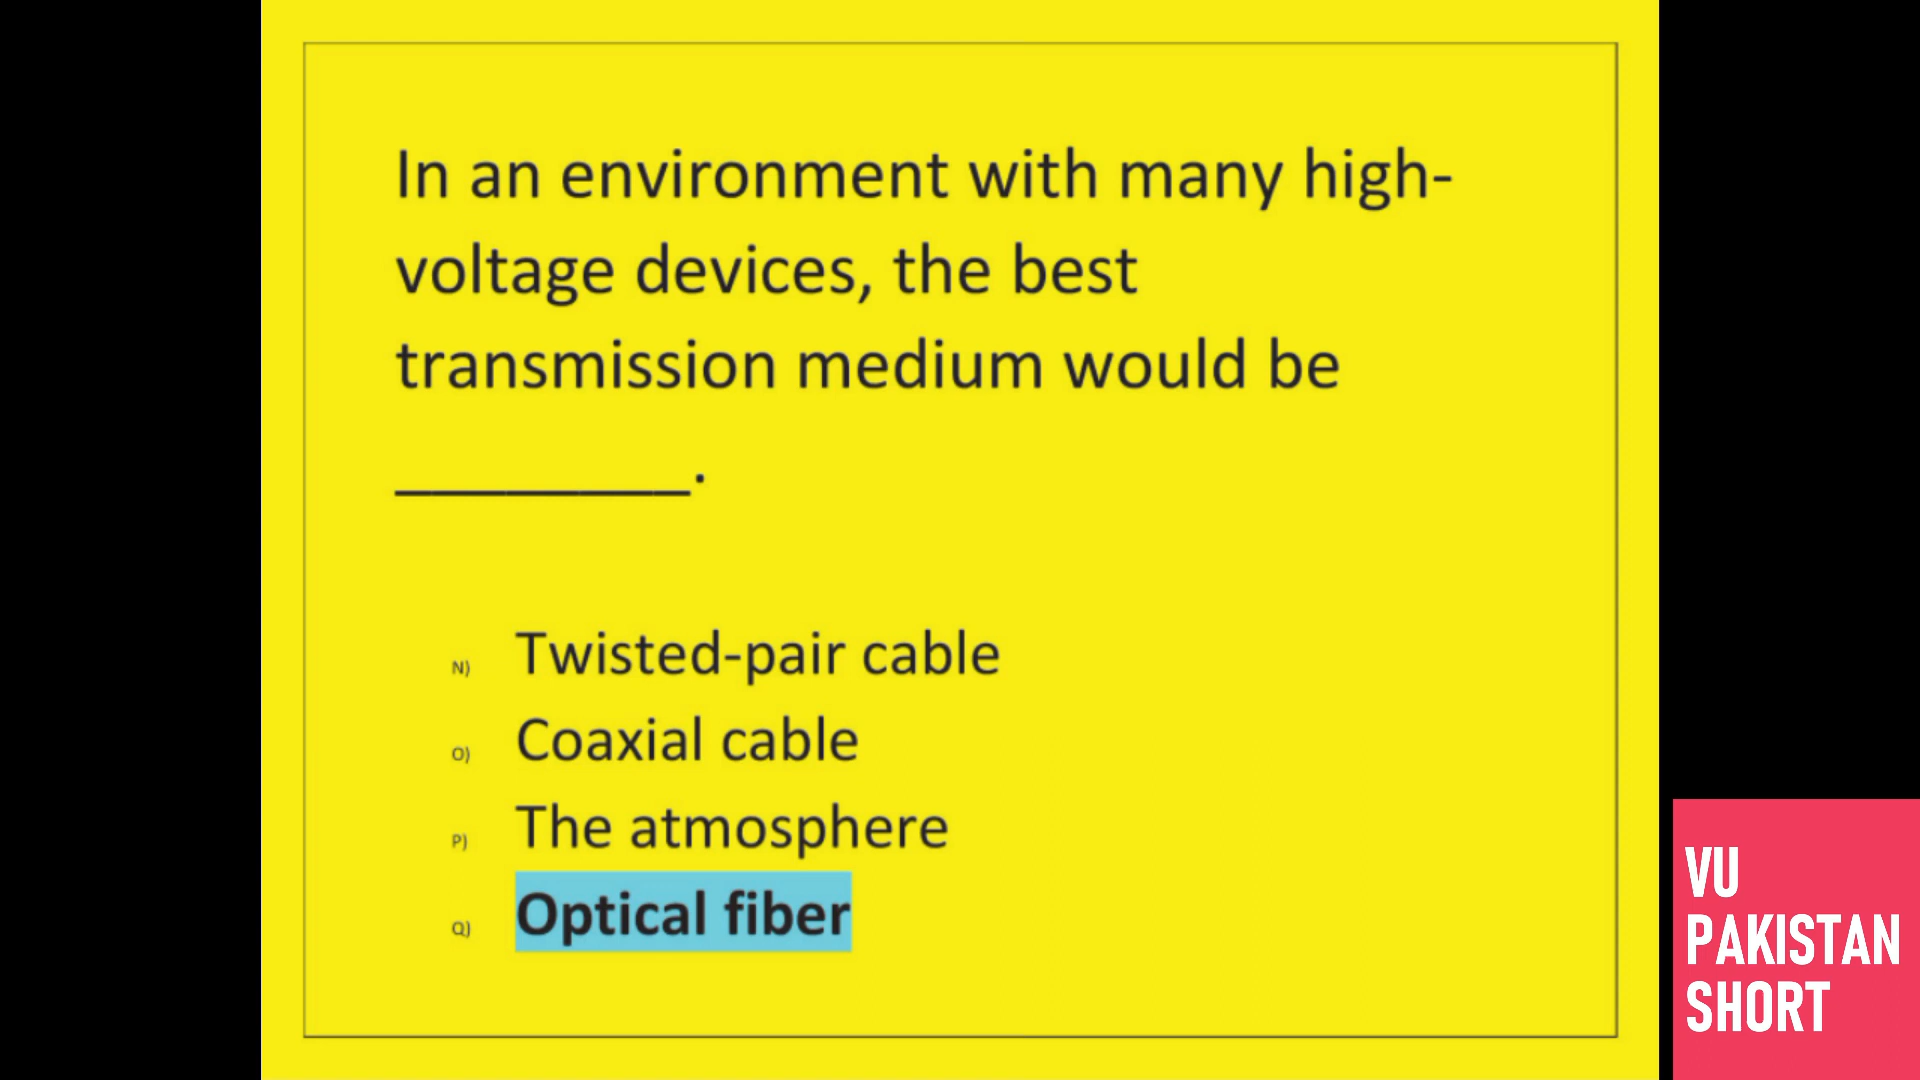 In an environment with many high-
voltage devices, the best
transmission medium would be
________.
N) Twisted-pair cable
O) Coaxial cable
P) The atmosphere
Q) Optical fiber
VU
PAKISTAN
SHORT